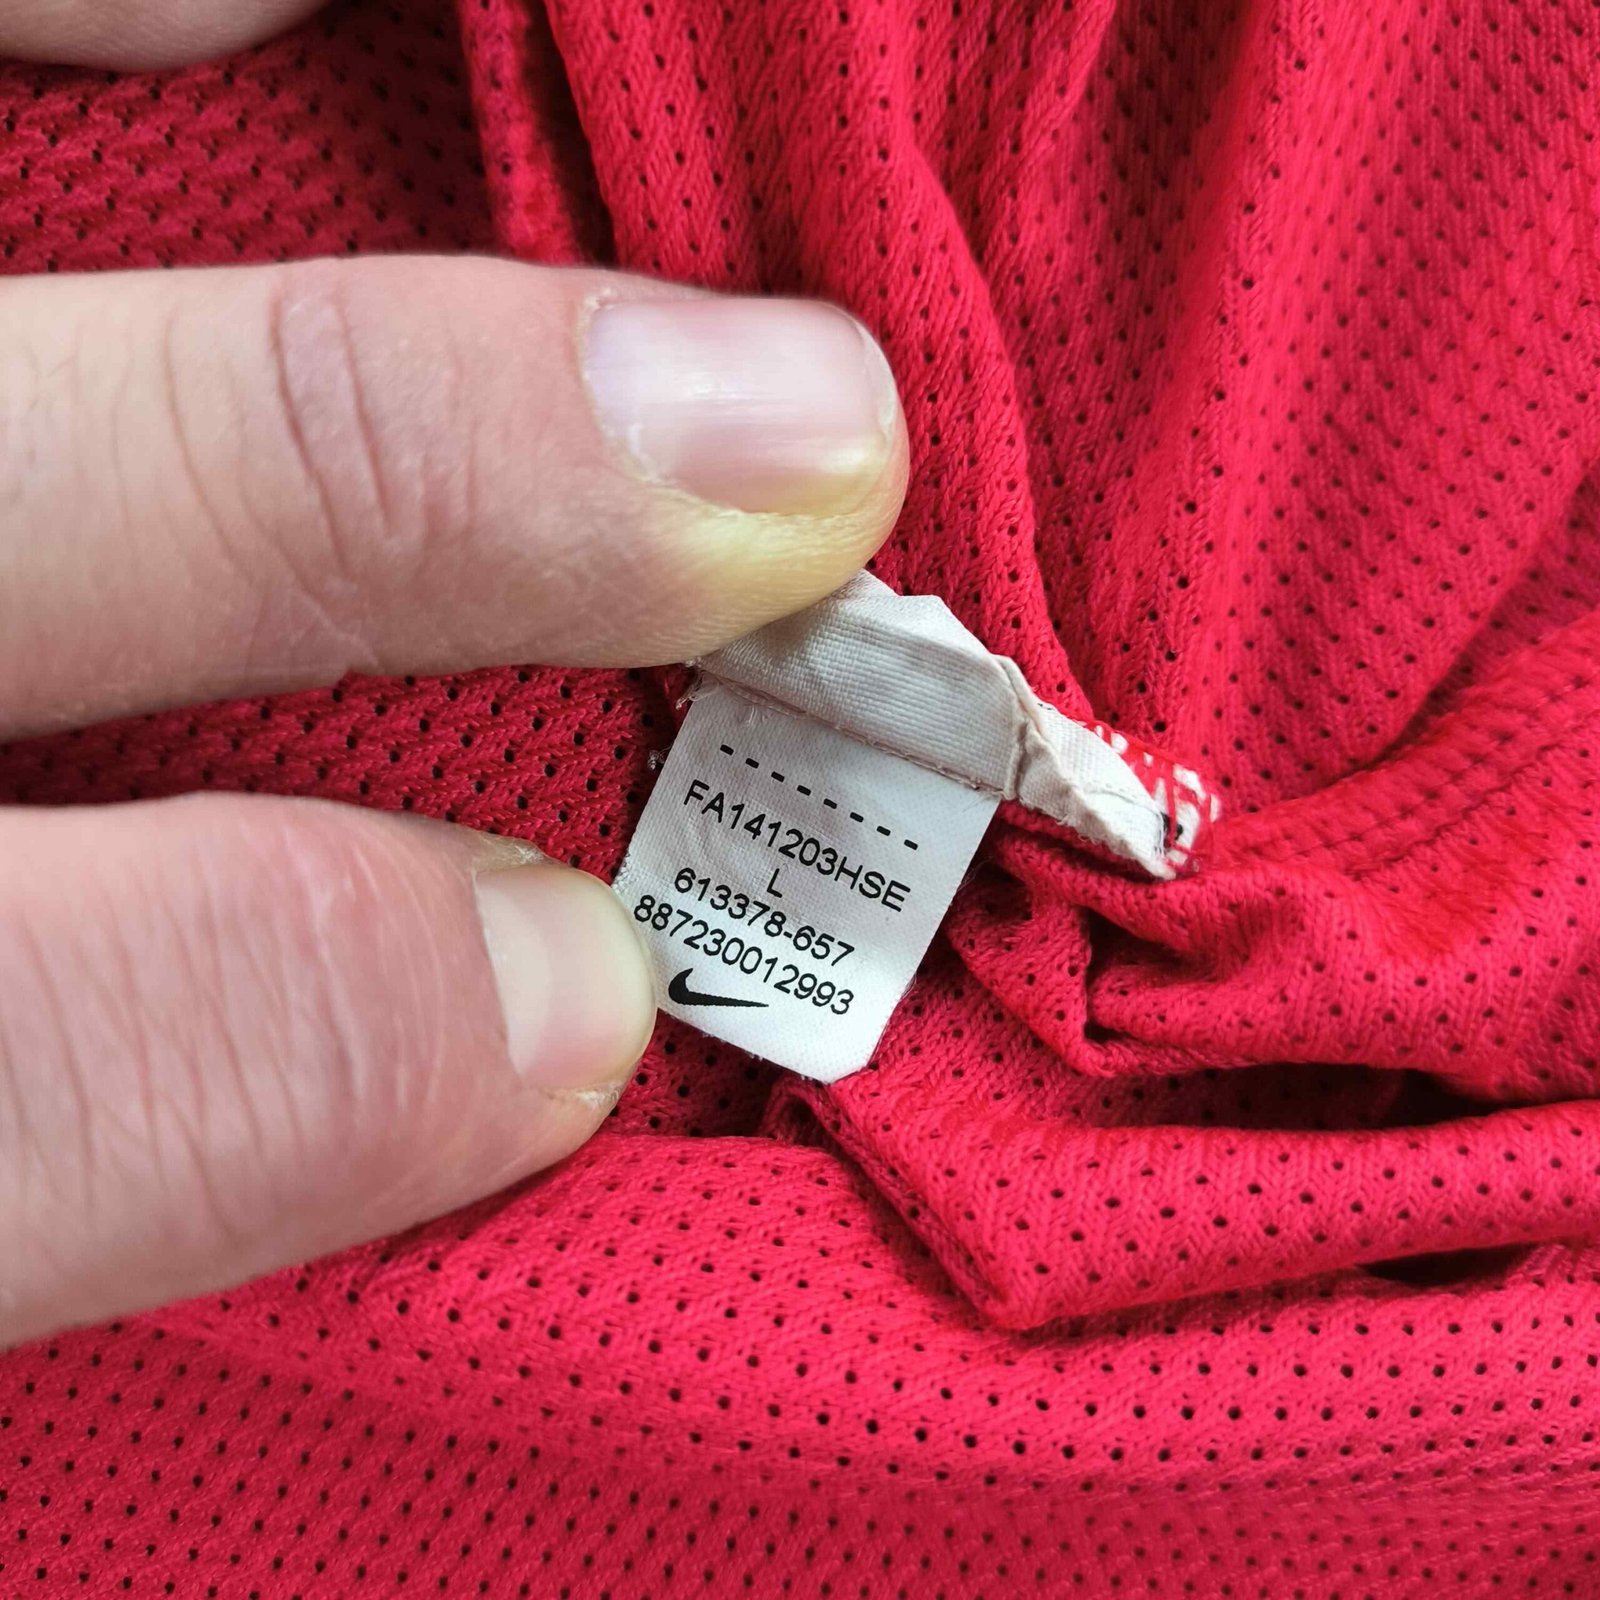 - - - - - - - -
FA141203HSE
L
613378-657
887230012993